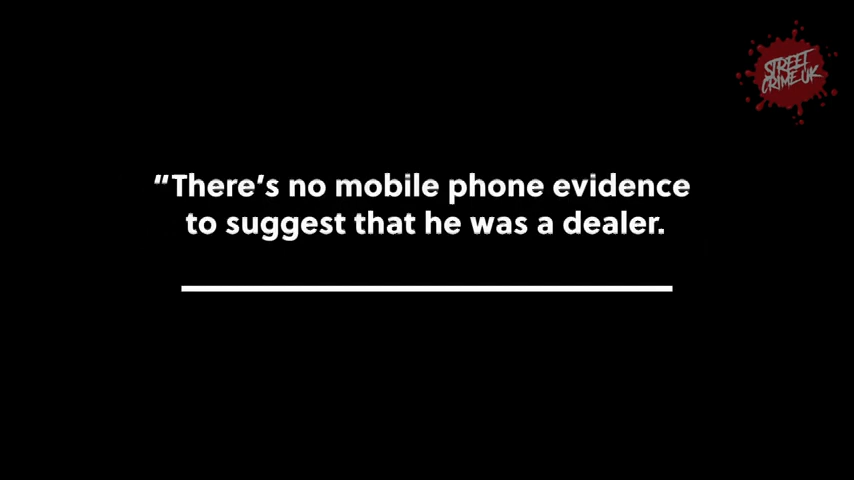 STREET
CRIME UK
“There's no mobile phone evidence
to suggest that he was a dealer.